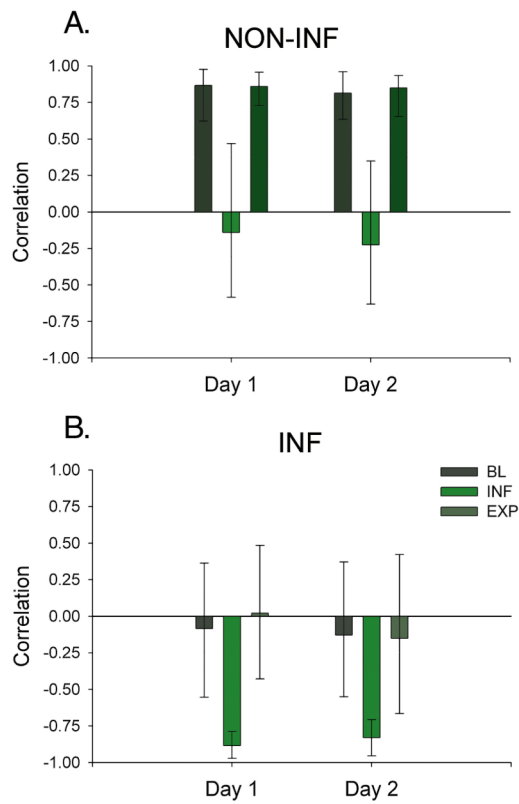 A.
NON-INF
1.00
0.75
0.50
0.25
0.00
-0.25
-0.50
-0.75
-1.00
Correlation
Day 1 Day 2
B.
INF
1.00
0.75
0.50
0.25
0.00
-0.25
-0.50
-0.75
-1.00
Correlation
BL
INF
EXP
Day 1 Day 2